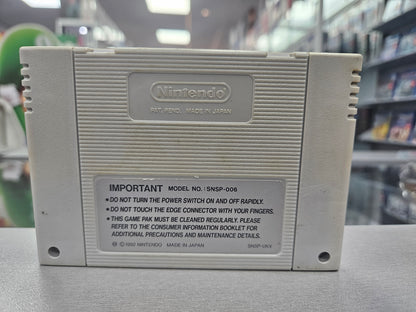 Nintendo
PAT. PEND. MADE IN JAPAN
IMPORTANT MODEL NO.: SNSP-006
• DO NOT TURN THE POWER SWITCH ON AND OFF RAPIDLY.
• DO NOT TOUCH THE EDGE CONNECTOR WITH YOUR FINGERS.
• THIS GAME PAK MUST BE CLEANED REGULARLY. PLEASE
REFER TO THE CONSUMER INFORMATION BOOKLET FOR
ADDITIONAL PRECAUTIONS AND MAINTENANCE DETAILS.
© 1992 NINTENDO MADE IN JAPAN SNSP-UKV